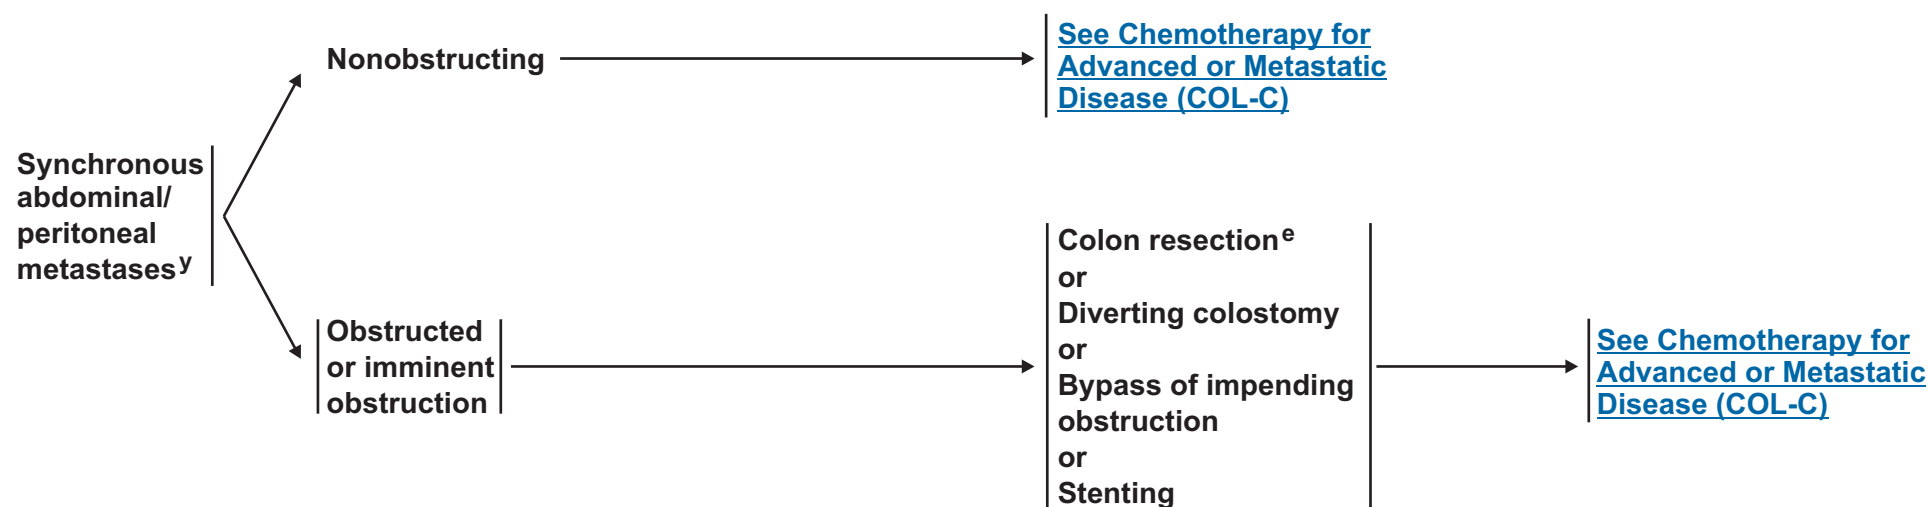 Synchronous
abdominal/
peritoneal
metastasesʸ
Nonobstructing
See Chemotherapy for
Advanced or Metastatic
Disease (COL-C)
Obstructed
or imminent
obstruction
Colon resectionᵉ
or
Diverting colostomy
or
Bypass of impending
obstruction
or
Stenting
See Chemotherapy for
Advanced or Metastatic
Disease (COL-C)